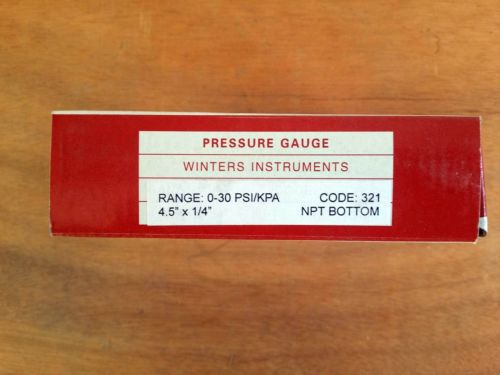 PRESSURE GAUGE
WINTERS INSTRUMENTS
RANGE: 0-30 PSI/KPA CODE: 321
4.5" x 1/4" NPT BOTTOM